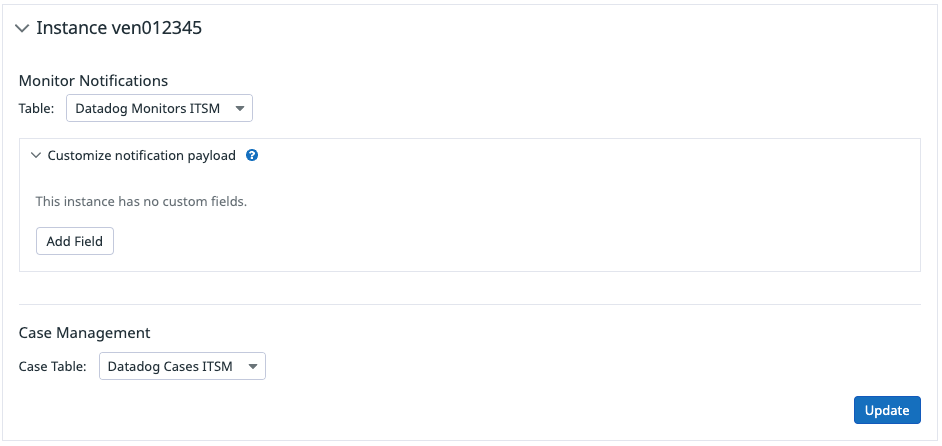 Instance ven012345
Monitor Notifications
Table: Datadog Monitors ITSM
Customize notification payload ?
This instance has no custom fields.
Add Field
Case Management
Case Table: Datadog Cases ITSM
Update